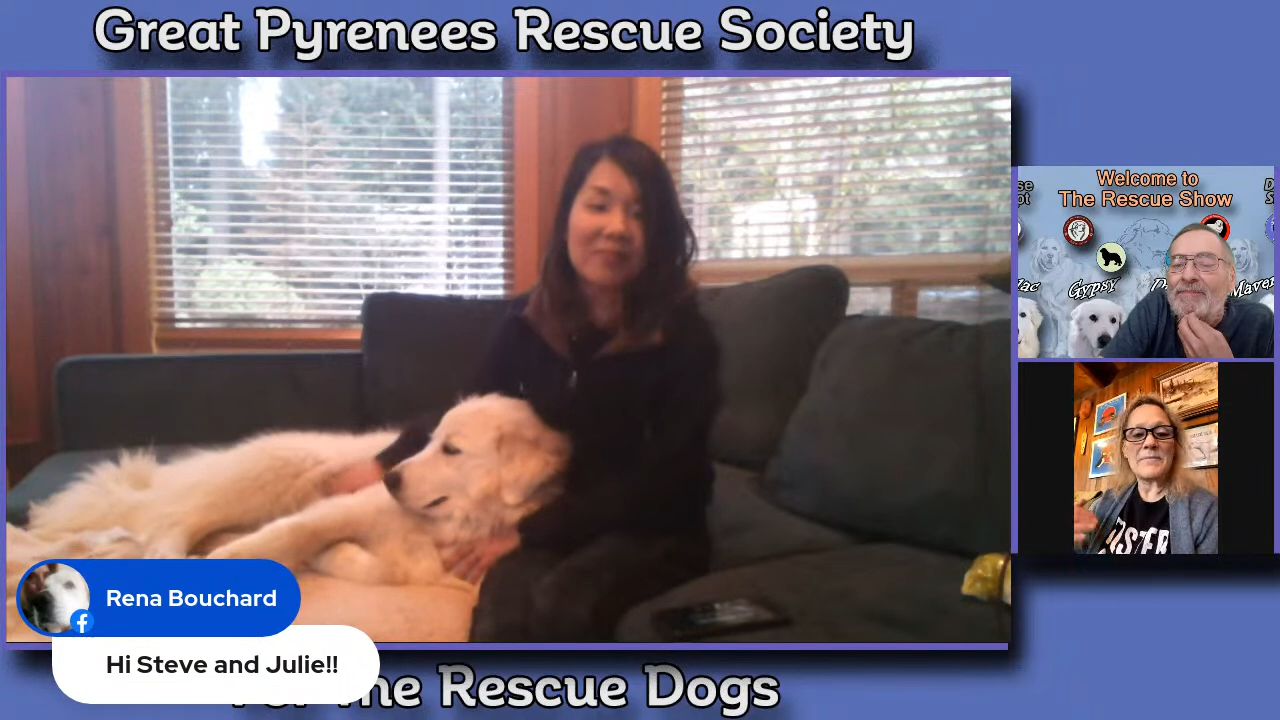 Great Pyrenees Rescue Society
Welcome to
The Rescue Show
Gypsy
Rena Bouchard
Hi Steve and Julie!!
The Rescue Dogs